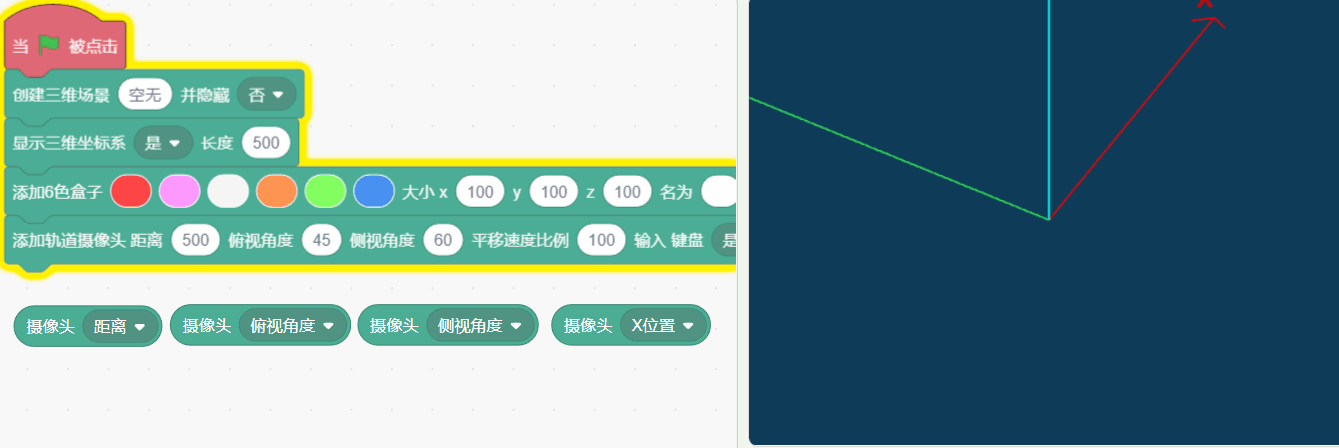 当 被点击
创建三维场景 空无 并隐藏 否
显示三维坐标系 是 长度 500
添加6色盒子 大小 x 100 y 100 z 100 名为
添加轨道摄像头 距离 500 俯视角度 45 侧视角度 60 平移速度比例 100 输入 键盘 是
摄像头 距离 摄像头 俯视角度 摄像头 侧视角度 摄像头 X位置
X